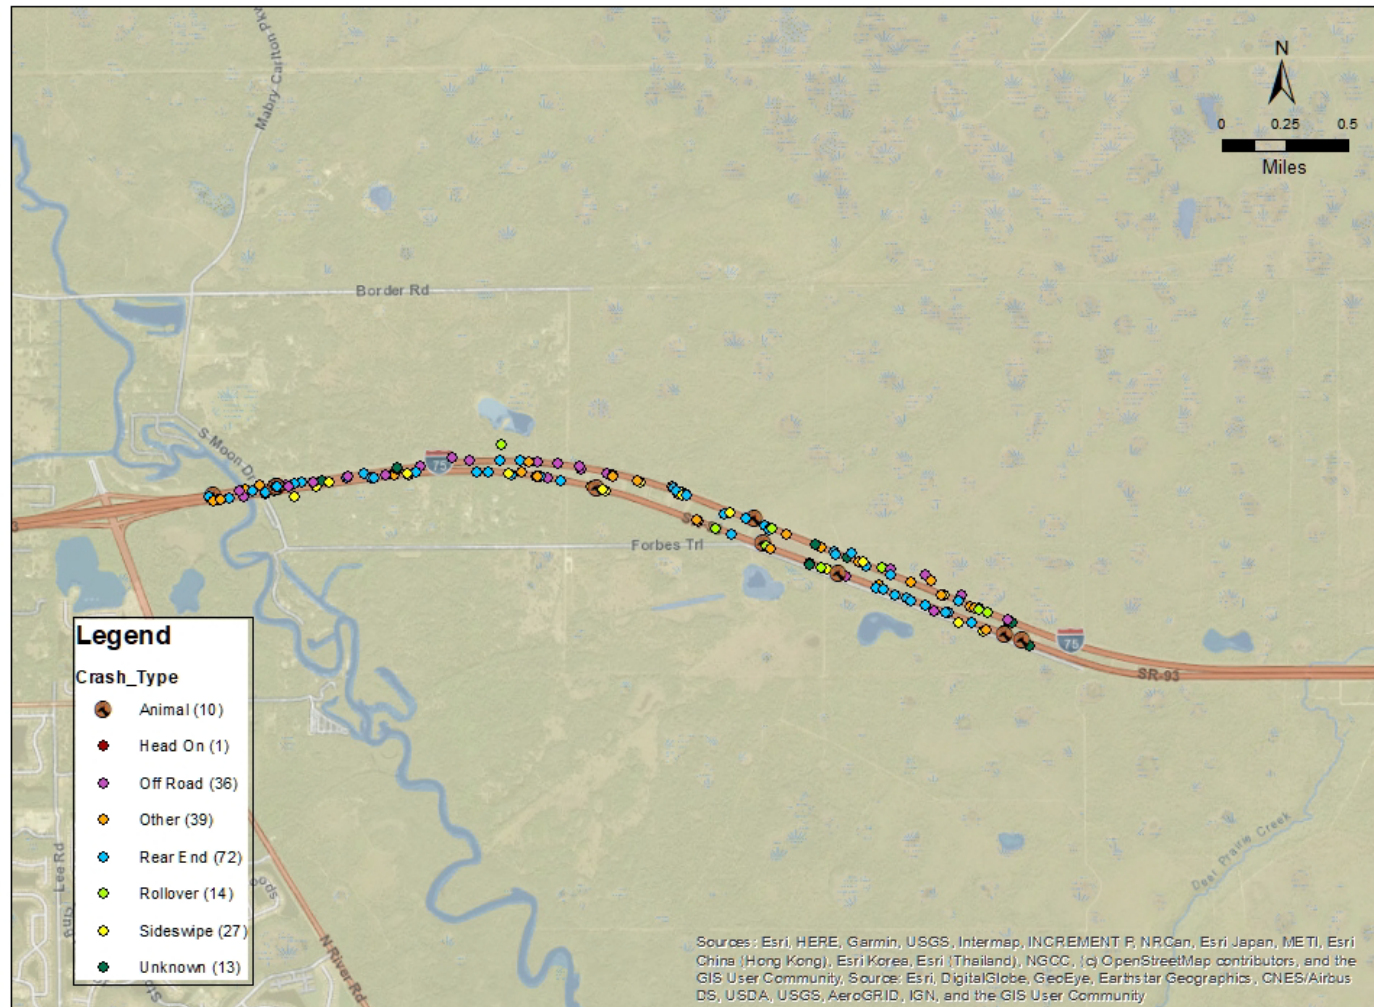 Mabry Carlton Pkwy
N
0 0.25 0.5
Miles
Border Rd
S Moon Dr
75
Forbes Trl
75
SR-93
Legend
Crash_Type
Animal (10)
Head On (1)
Off Road (36)
Other (39)
Rear End (72)
Rollover (14)
Sideswipe (27)
Unknown (13)
Lee Rd
N River Rd
Deer Prairie Creek
Sources: Esri, HERE, Garmin, USGS, Intermap, INCREMENT P, NRCan, Esri Japan, METI, Esri
China (Hong Kong), Esri Korea, Esri (Thailand), NGCC, (c) OpenStreetMap contributors, and the
GIS User Community, Source: Esri, DigitalGlobe, GeoEye, Earthstar Geographics, CNES/Airbus
DS, USDA, USGS, AeroGRID, IGN, and the GIS User Community